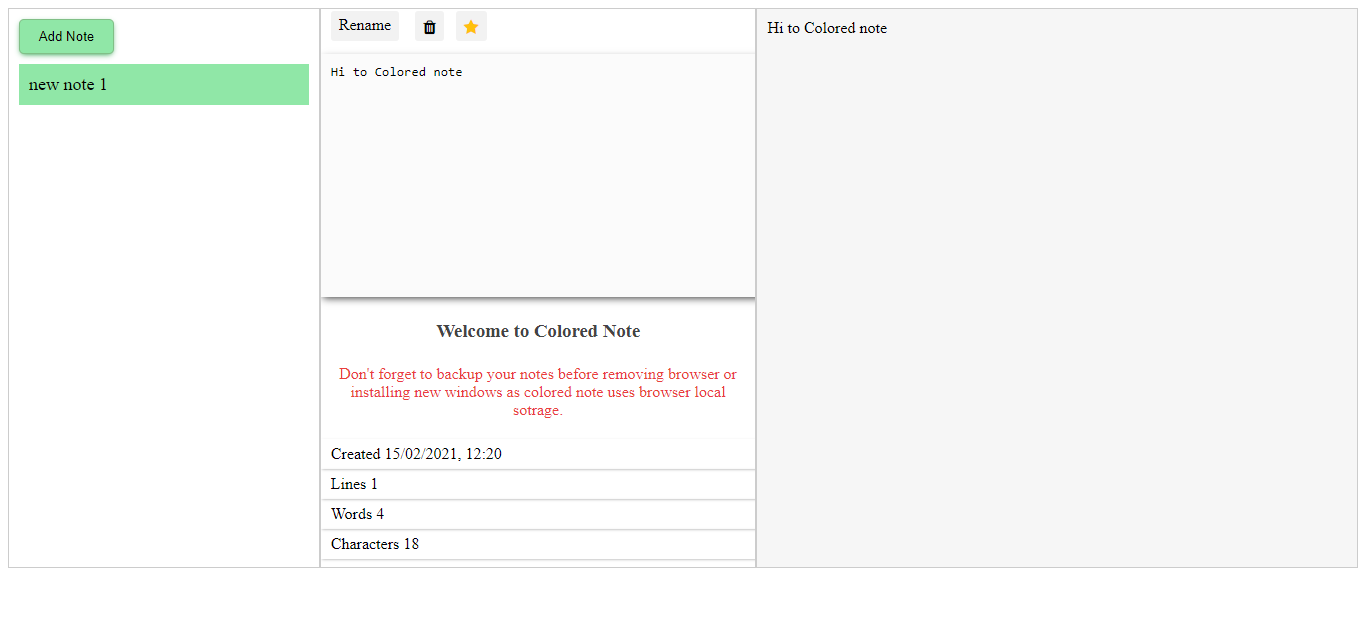 Add Note
new note 1
Rename
Hi to Colored note
Welcome to Colored Note
Don't forget to backup your notes before removing browser or
installing new windows as colored note uses browser local
sotrage.
Created 15/02/2021, 12:20
Lines 1
Words 4
Characters 18
Hi to Colored note